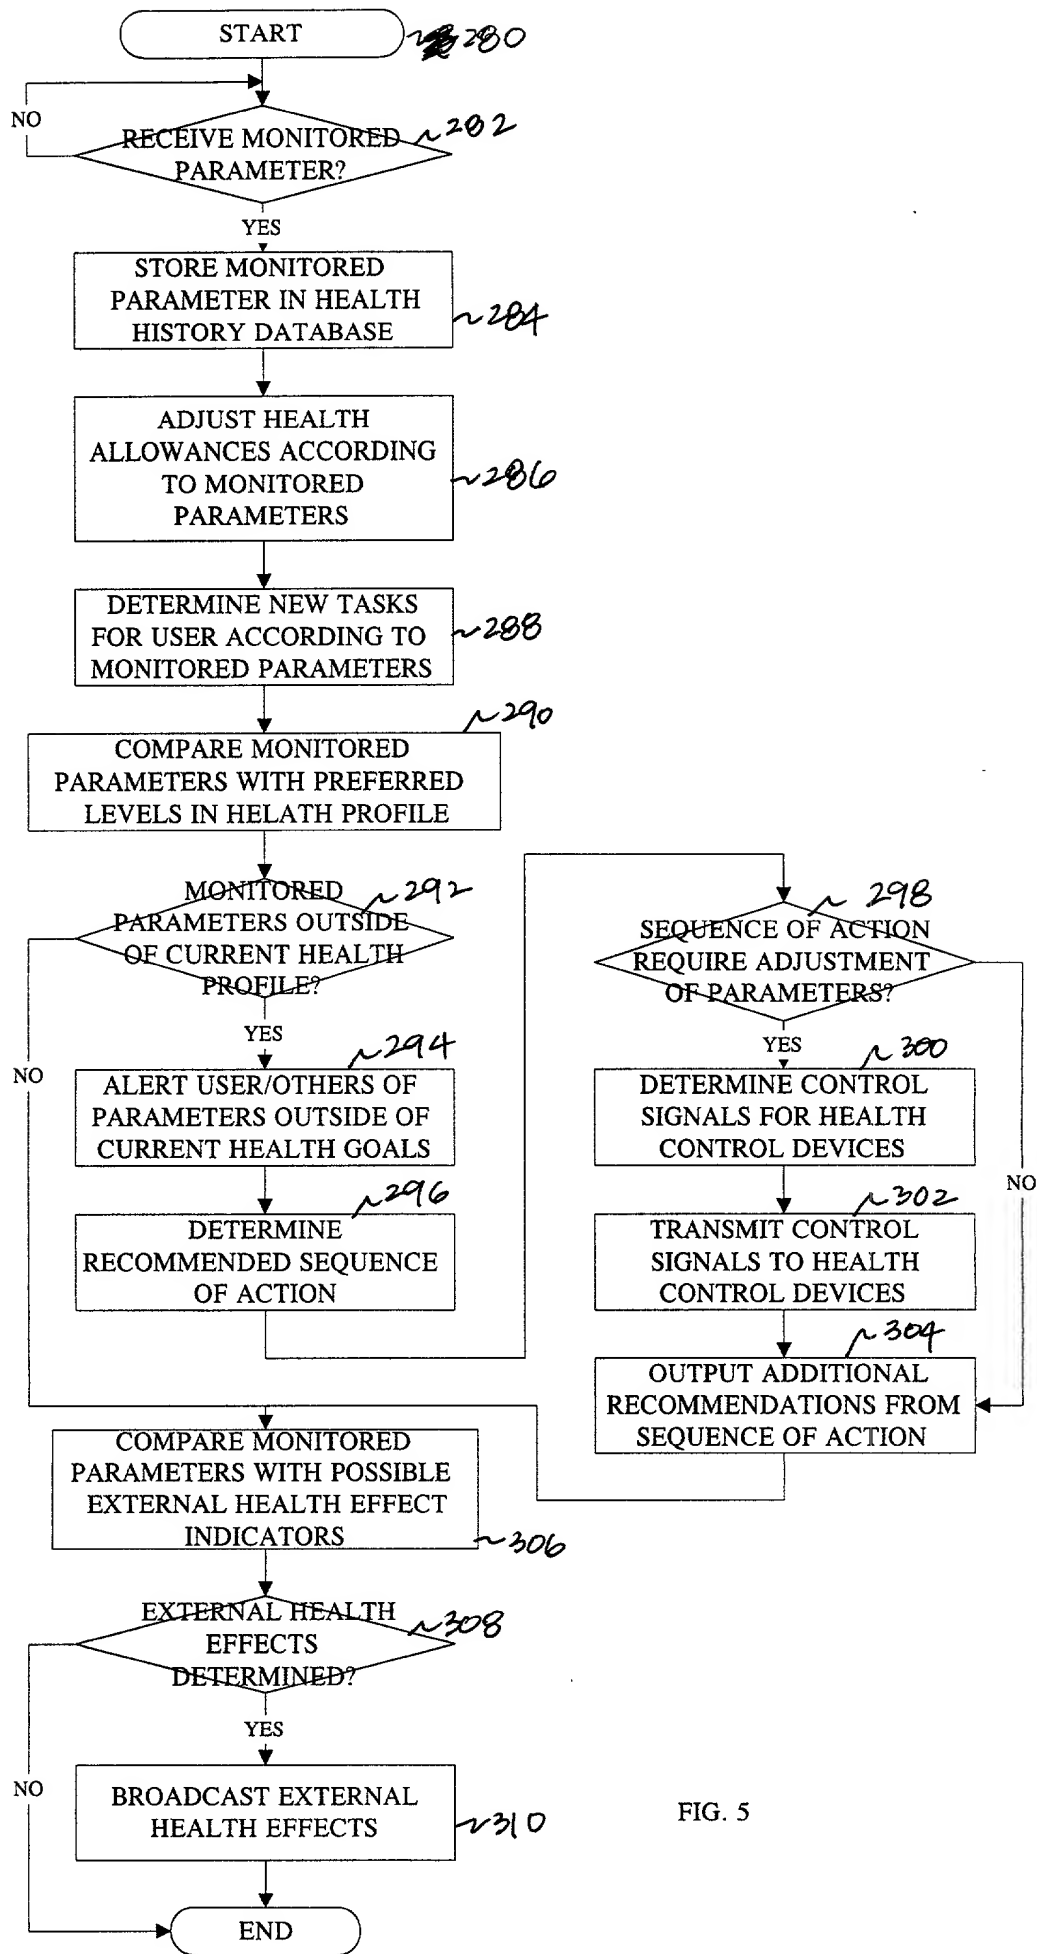 START
280
NO
RECEIVE MONITORED
PARAMETER?
282
YES
STORE MONITORED
PARAMETER IN HEALTH
HISTORY DATABASE
284
ADJUST HEALTH
ALLOWANCES ACCORDING
TO MONITORED
PARAMETERS
286
DETERMINE NEW TASKS
FOR USER ACCORDING TO
MONITORED PARAMETERS
288
290
COMPARE MONITORED
PARAMETERS WITH PREFERRED
LEVELS IN HELATH PROFILE
292
MONITORED
PARAMETERS OUTSIDE
OF CURRENT HEALTH
PROFILE?
YES
NO
294
ALERT USER/OTHERS OF
PARAMETERS OUTSIDE OF
CURRENT HEALTH GOALS
296
DETERMINE
RECOMMENDED SEQUENCE
OF ACTION
298
SEQUENCE OF ACTION
REQUIRE ADJUSTMENT
OF PARAMETERS?
YES
300
DETERMINE CONTROL
SIGNALS FOR HEALTH
CONTROL DEVICES
NO
302
TRANSMIT CONTROL
SIGNALS TO HEALTH
CONTROL DEVICES
304
OUTPUT ADDITIONAL
RECOMMENDATIONS FROM
SEQUENCE OF ACTION
COMPARE MONITORED
PARAMETERS WITH POSSIBLE
EXTERNAL HEALTH EFFECT
INDICATORS
306
EXTERNAL HEALTH
EFFECTS
DETERMINED?
308
YES
NO
BROADCAST EXTERNAL
HEALTH EFFECTS
310
END
FIG. 5